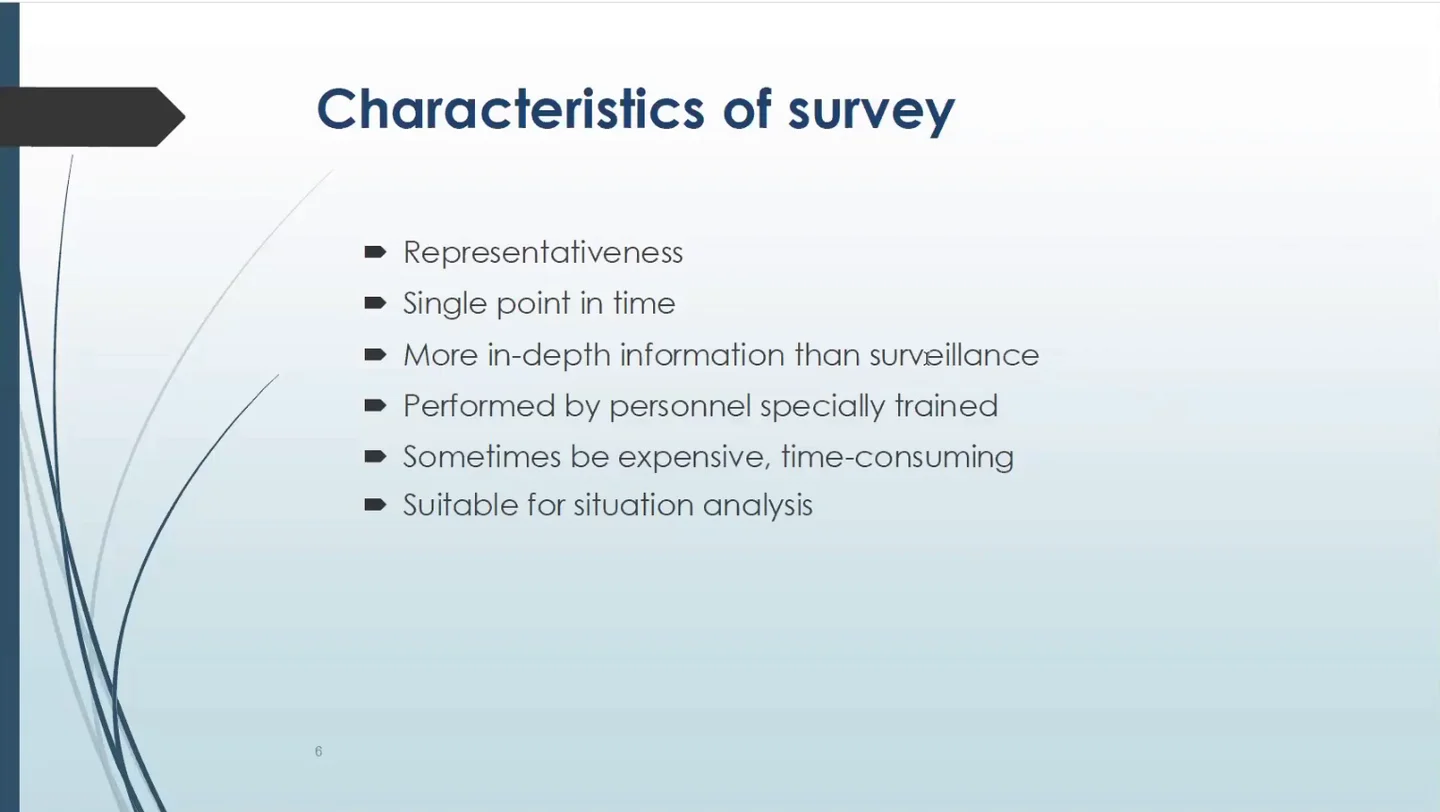 Characteristics of survey
Representativeness
Single point in time
More in-depth information than surveillance
Performed by personnel specially trained
Sometimes be expensive, time-consuming
Suitable for situation analysis
6